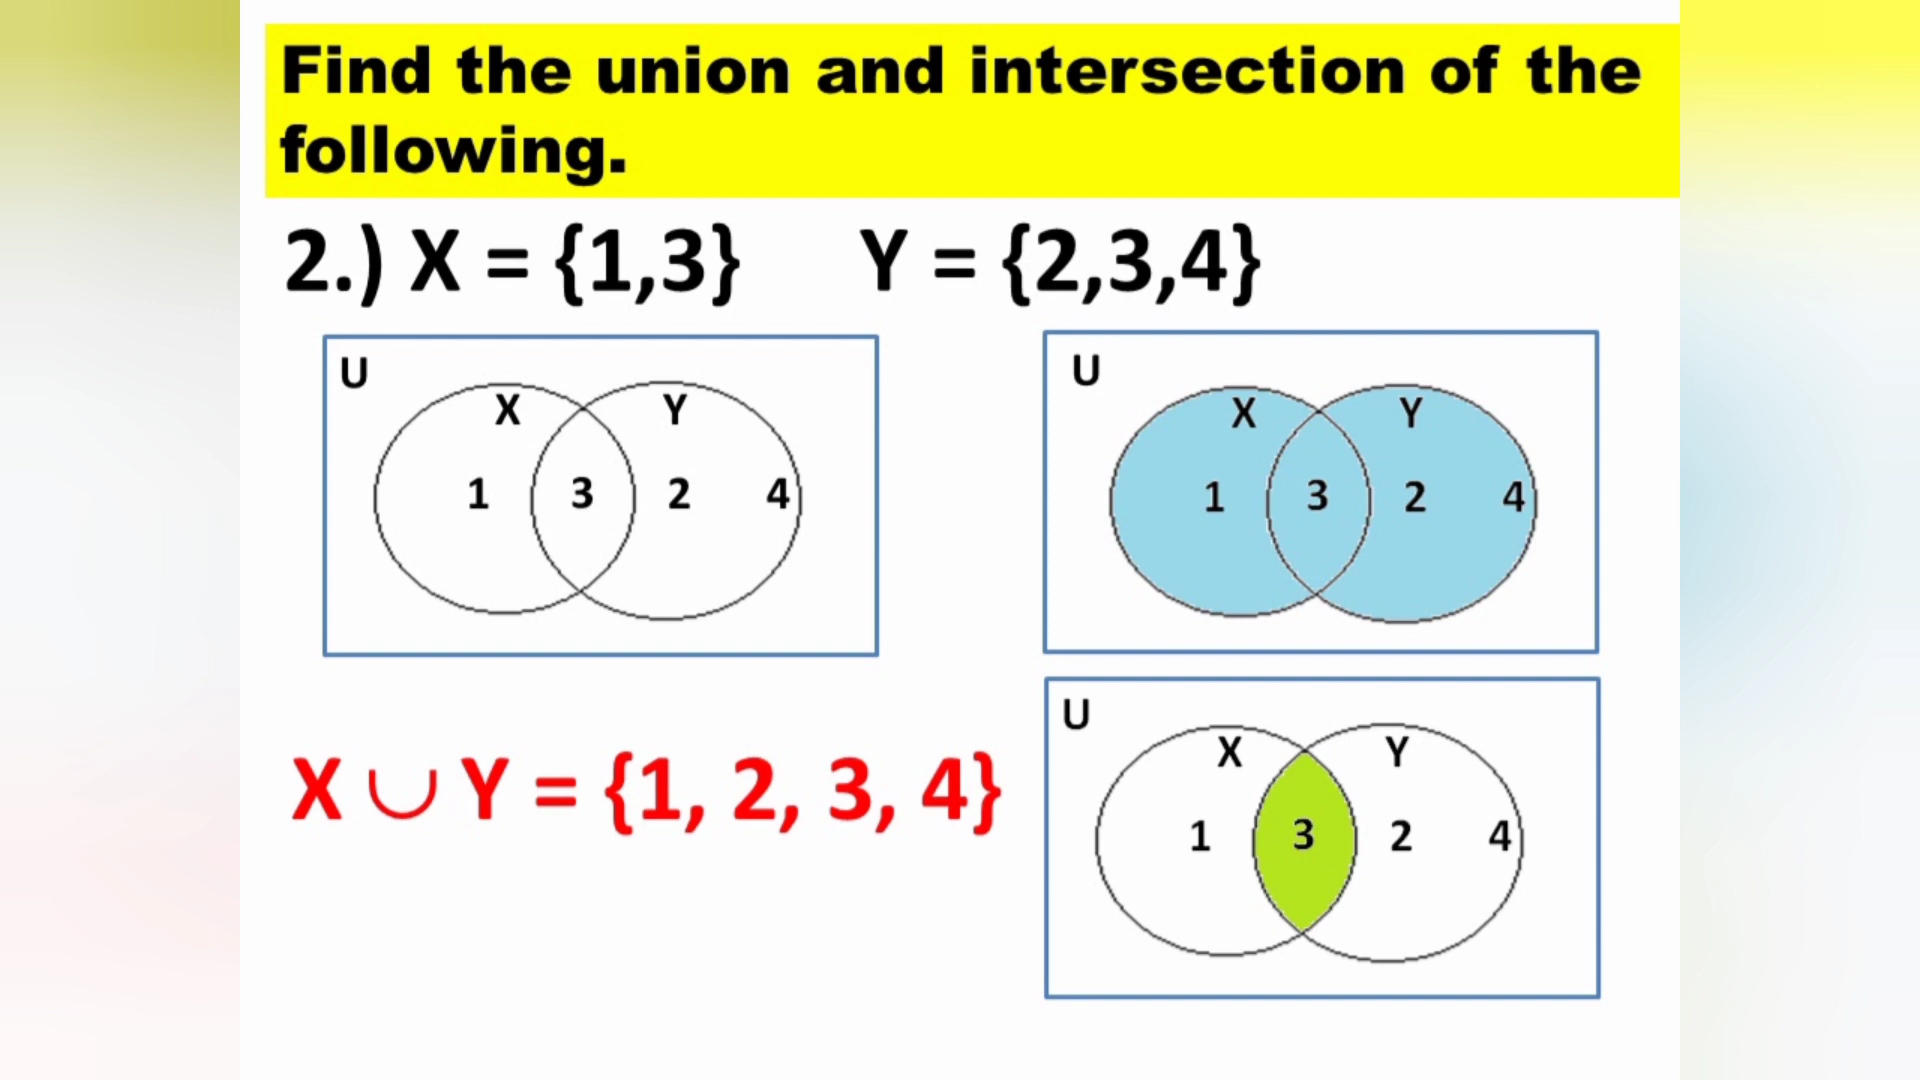 Find the union and intersection of the
following.
2.) X = {1,3} Y = {2,3,4}
U
X Y
1 3 2 4
U
X Y
1 3 2 4
X ∪ Y = {1, 2, 3, 4}
U
X Y
1 3 2 4